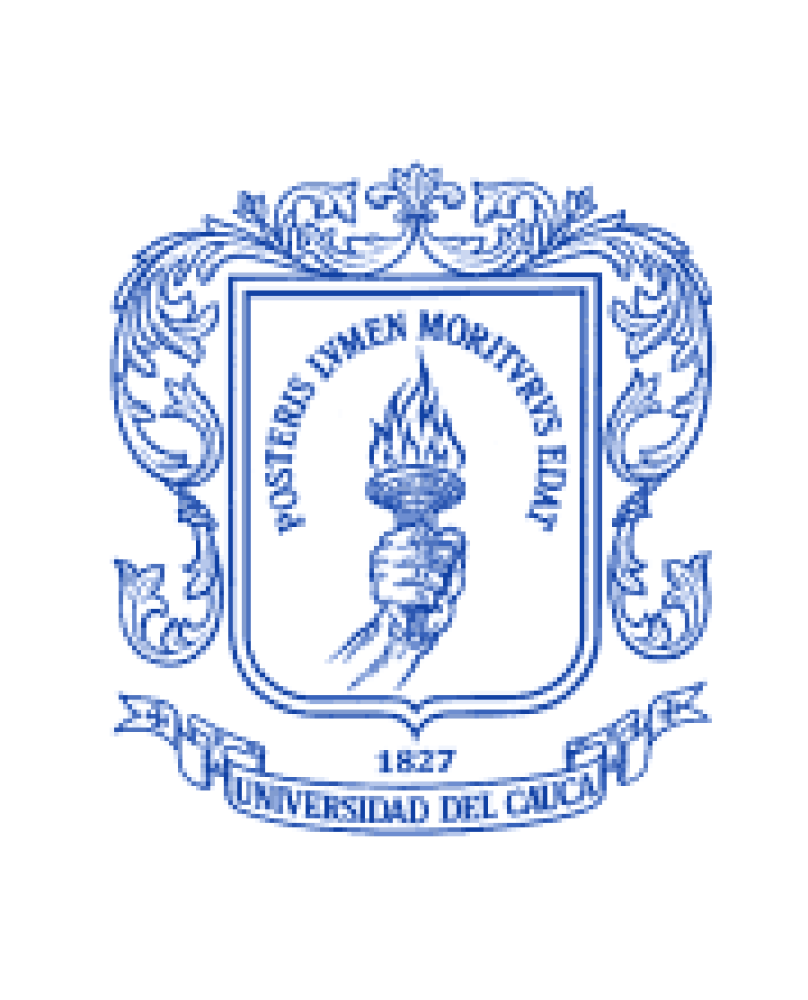 POSTERIS LVMEN MORITVRVS EDAT
1827
UNIVERSIDAD DEL CAUCA